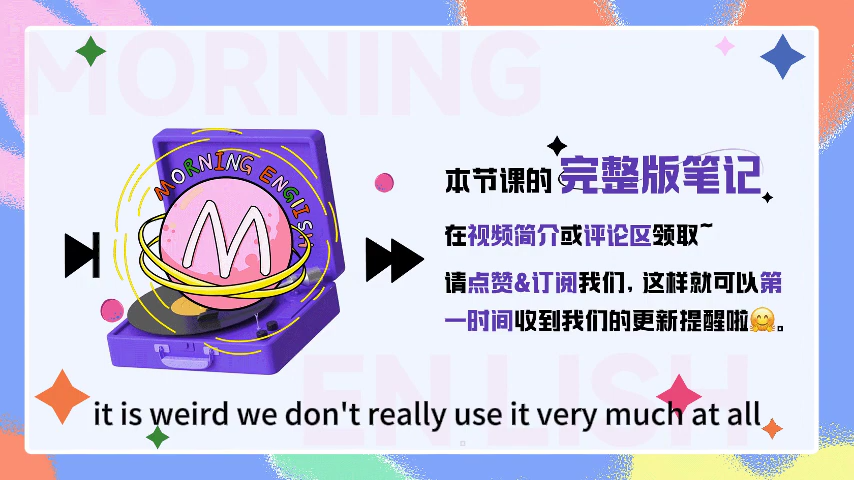 MORNING
MORNING ENGLISH
M
本节课的 完整版笔记
在视频简介或评论区领取~
请点赞&订阅我们，这样就可以第
一时间收到我们的更新提醒啦🤗。
it is weird we don't really use it very much at all